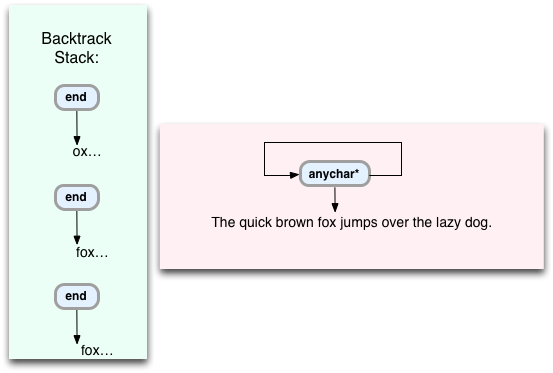 Backtrack
Stack:
end
ox…
end
fox…
end
fox…
anychar*
The quick brown fox jumps over the lazy dog.